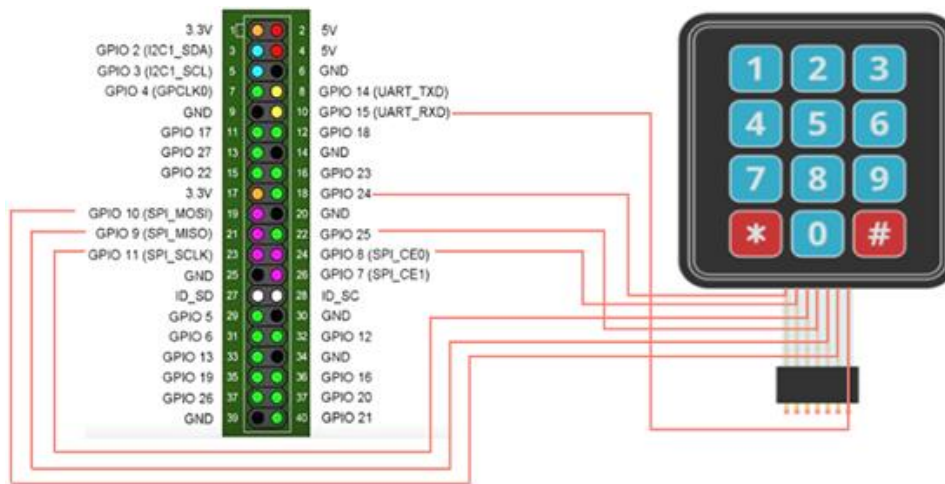 3.3V 1 2 5V
GPIO 2 (I2C1_SDA) 3 4 5V
GPIO 3 (I2C1_SCL) 5 6 GND
GPIO 4 (GPCLK0) 7 8 GPIO 14 (UART_TXD)
GND 9 10 GPIO 15 (UART_RXD)
GPIO 17 11 12 GPIO 18
GPIO 27 13 14 GND
GPIO 22 15 16 GPIO 23
3.3V 17 18 GPIO 24
GPIO 10 (SPI_MOSI) 19 20 GND
GPIO 9 (SPI_MISO) 21 22 GPIO 25
GPIO 11 (SPI_SCLK) 23 24 GPIO 8 (SPI_CE0)
GND 25 26 GPIO 7 (SPI_CE1)
ID_SD 27 28 ID_SC
GPIO 5 29 30 GND
GPIO 6 31 32 GPIO 12
GPIO 13 33 34 GND
GPIO 19 35 36 GPIO 16
GPIO 26 37 37 GPIO 20
GND 39 40 GPIO 21
1 2 3
4 5 6
7 8 9
* 0 #